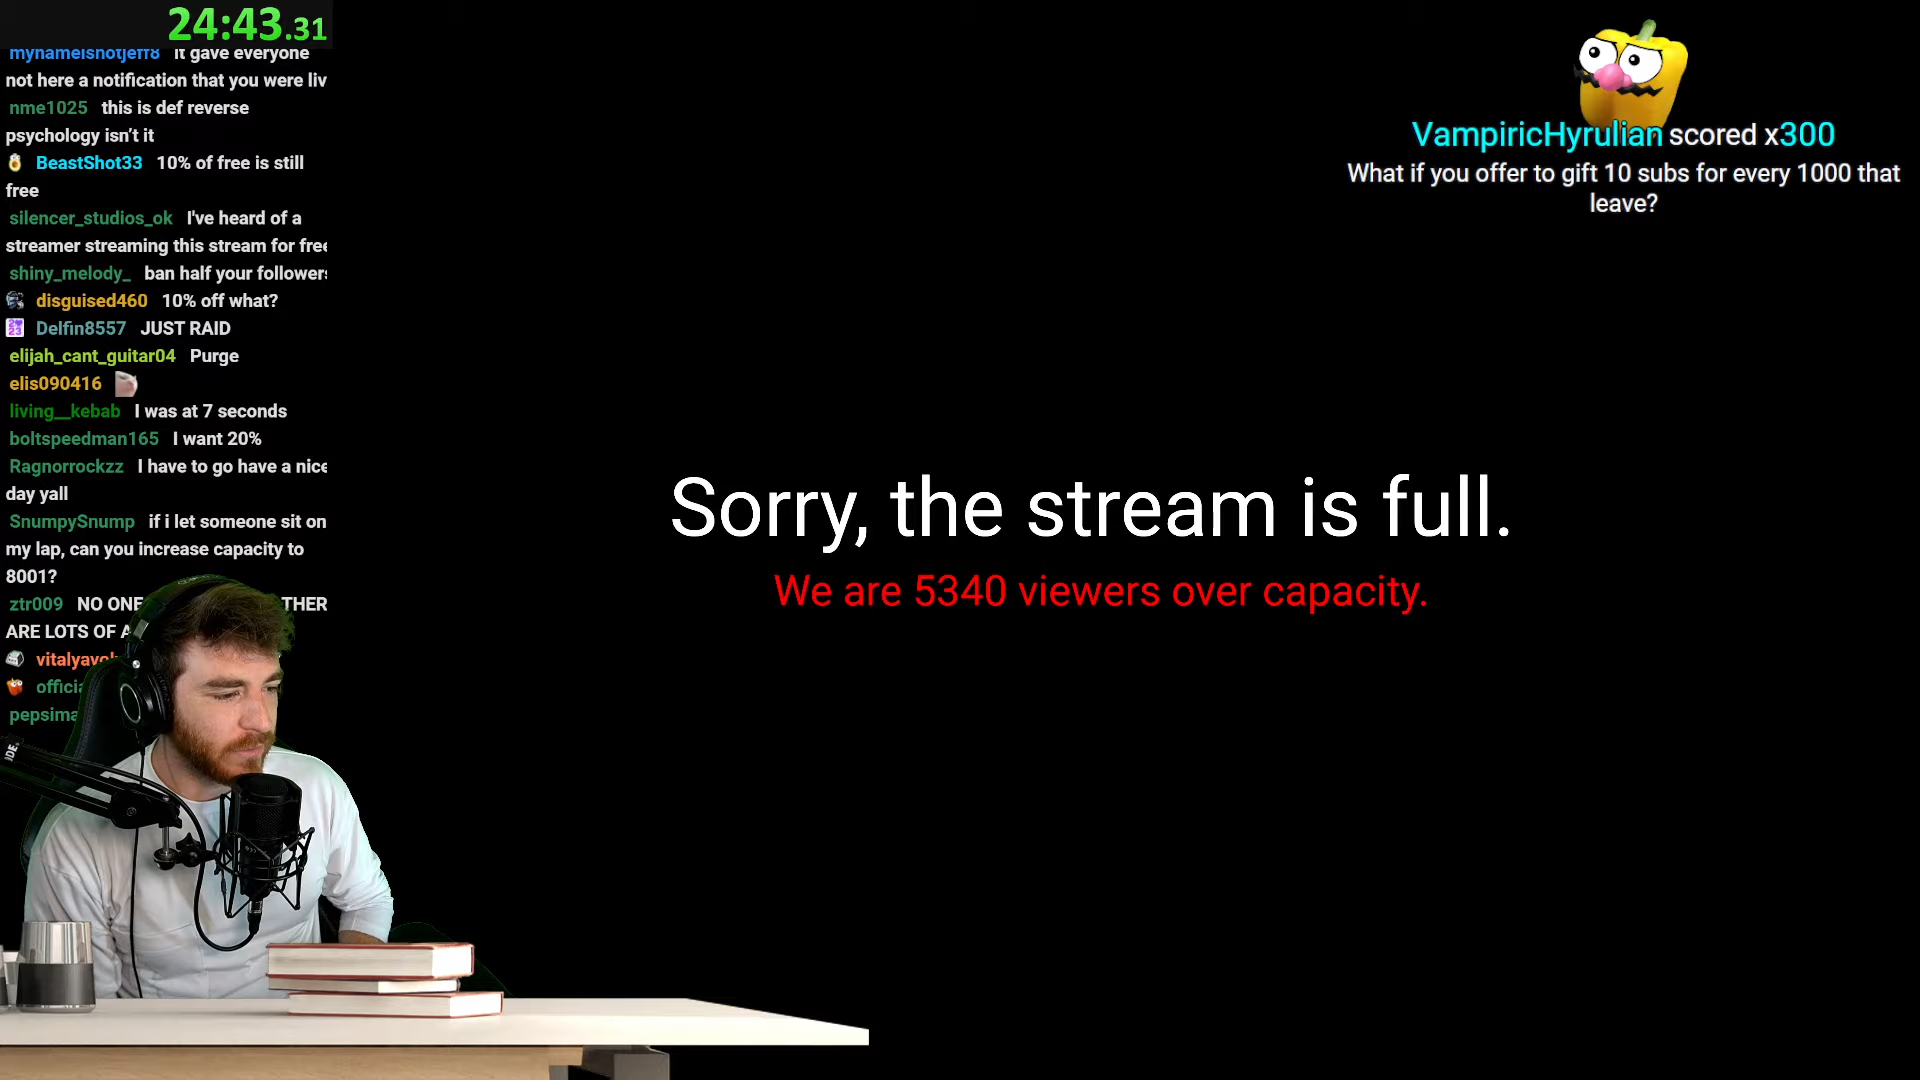 24:43.31
mynameisnotjeff8 it gave everyone
not here a notification that you were liv
nme1025 this is def reverse
psychology isn't it
BeastShot33 10% of free is still
free
silencer_studios_ok I've heard of a
streamer streaming this stream for free
shiny_melody_ ban half your followers
disguised460 10% off what?
Delfin8557 JUST RAID
elijah_cant_guitar04 Purge
elis090416
living__kebab I was at 7 seconds
boltspeedman165 I want 20%
Ragnorrockzz I have to go have a nice
day yall
SnumpySnump if i let someone sit on
my lap, can you increase capacity to
8001?
ztr009 NO ONE THER
ARE LOTS OF A
VampiricHyrulian scored x300
What if you offer to gift 10 subs for every 1000 that
leave?
Sorry, the stream is full.
We are 5340 viewers over capacity.